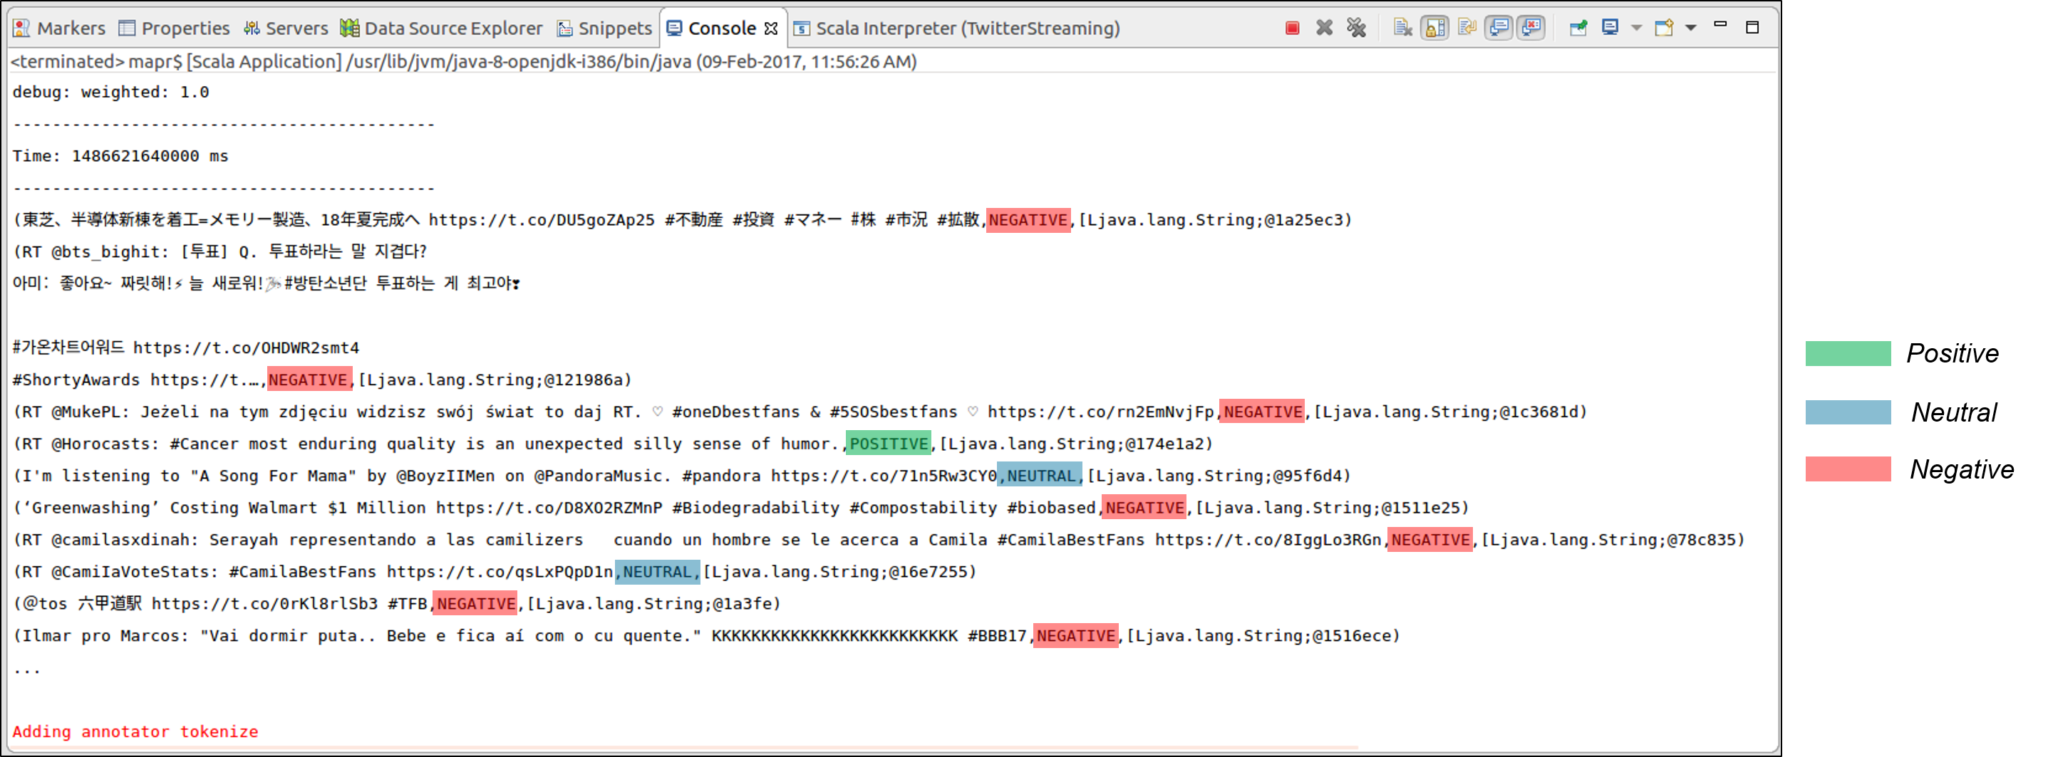 Markers Properties Servers Data Source Explorer Snippets Console Scala Interpreter (TwitterStreaming)
<terminated> mapr$ [Scala Application] /usr/lib/jvm/java-8-openjdk-i386/bin/java (09-Feb-2017, 11:56:26 AM)
debug: weighted: 1.0
-------------------------------------------
Time: 1486621640000 ms
-------------------------------------------
(東芝、半導体新棟を着工=メモリー製造、18年夏完成へ https://t.co/DU5goZAp25 #不動産 #投資 #マネー #株 #市況 #拡散,NEGATIVE,[Ljava.lang.String;@1a25ec3)
(RT @bts_bighit: [투표] Q. 투표하라는 말 지겹다?
아미: 좋아요~ 짜릿해!⚡늘 새로워!🎉#방탄소년단 투표하는 게 최고야❣
#가온차트어워드 https://t.co/OHDWR2smt4
#ShortyAwards https://t.…,NEGATIVE,[Ljava.lang.String;@121986a)
(RT @MukePL: Jeżeli na tym zdjęciu widzisz swój świat to daj RT. ♡ #oneDbestfans & #5SOSbestfans ♡ https://t.co/rn2EmNvjFp,NEGATIVE,[Ljava.lang.String;@1c3681d)
(RT @Horocasts: #Cancer most enduring quality is an unexpected silly sense of humor.,POSITIVE,[Ljava.lang.String;@174e1a2)
(I'm listening to "A Song For Mama" by @BoyzIIMen on @PandoraMusic. #pandora https://t.co/71n5Rw3CY0,NEUTRAL,[Ljava.lang.String;@95f6d4)
(‘Greenwashing’ Costing Walmart $1 Million https://t.co/D8XO2RZMnP #Biodegradability #Compostability #biobased,NEGATIVE,[Ljava.lang.String;@1511e25)
(RT @camilasxdinah: Serayah representando a las camilizers cuando un hombre se le acerca a Camila #CamilaBestFans https://t.co/8IggLo3RGn,NEGATIVE,[Ljava.lang.String;@78c835)
(RT @CamiIaVoteStats: #CamilaBestFans https://t.co/qsLxPQpD1n,NEUTRAL,[Ljava.lang.String;@16e7255)
(@tos 六甲道駅 https://t.co/0rKl8rlSb3 #TFB,NEGATIVE,[Ljava.lang.String;@1a3fe)
(Ilmar pro Marcos: "Vai dormir puta.. Bebe e fica aí com o cu quente." KKKKKKKKKKKKKKKKKKKKKKKKK #BBB17,NEGATIVE,[Ljava.lang.String;@1516ece)
...
Adding annotator tokenize
Positive
Neutral
Negative